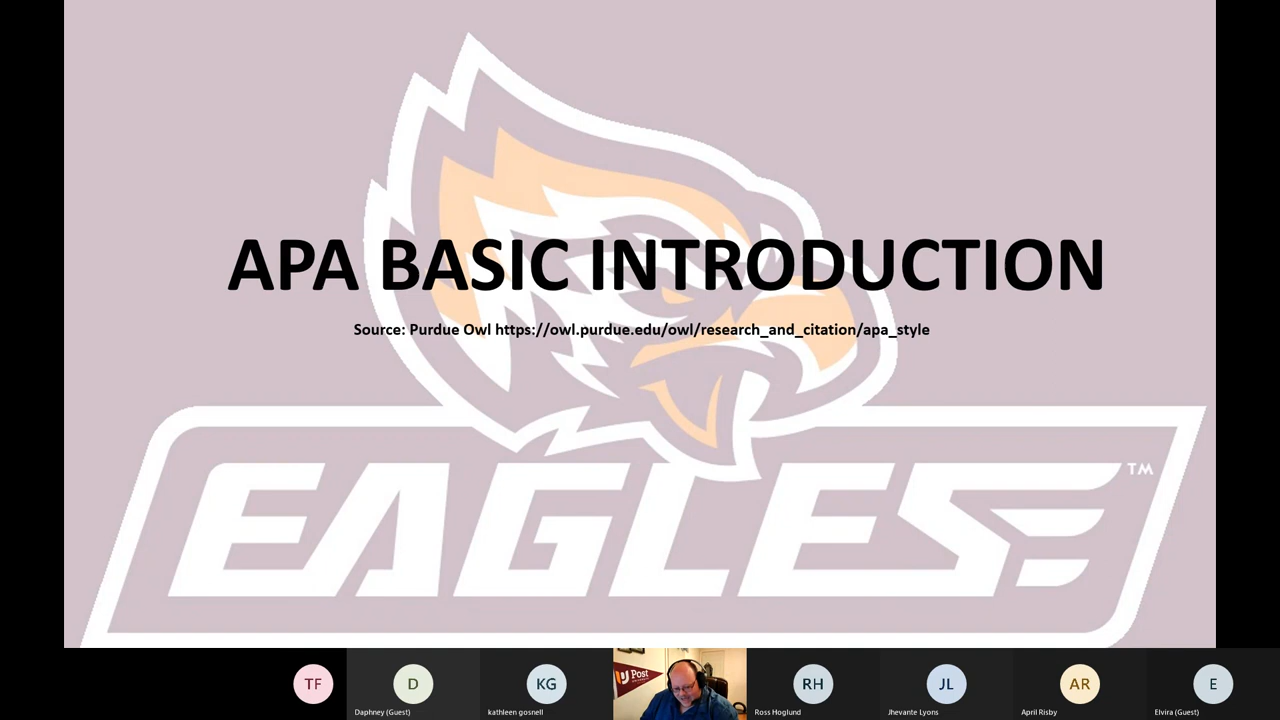 APA BASIC INTRODUCTION
Source: Purdue Owl https://owl.purdue.edu/owl/research_and_citation/apa_style
EAGLES
TM
TF
D
Daphney (Guest)
KG
kathleen gosnell
Post
RH
Ross Hoglund
JL
Jhevante Lyons
AR
April Risby
E
Elvira (Guest)